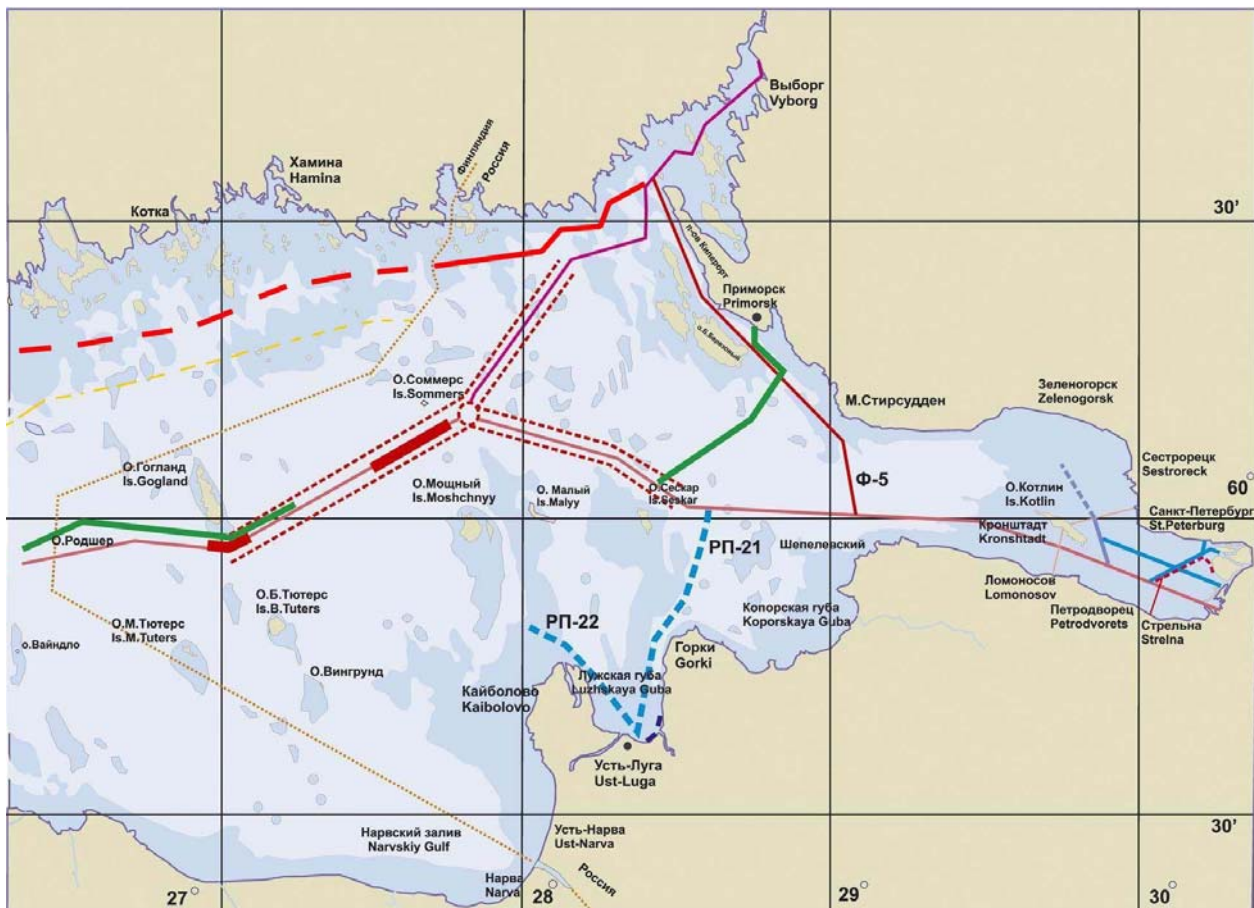 Выборг
Vyborg
Финляндия
Россия
Хамина
Hamina
Котка
30'
п-ов Киперорт
Приморск
Primorsk
о.Б.Березовый
О.Соммерс
Is.Sommers
М.Стирсудден
Зеленогорск
Zelenogorsk
Сестрорецк
Sestroreck
О.Гогланд
Is.Gogland
О.Мощный
Is.Moshchnyy
О. Малый
Is.Malyy
О.Сескар
Is.Seskar
Ф-5
О.Котлин
Is.Kotlin
60°
Санкт-Петербург
St.Peterburg
О.Родшер
РП-21
Шепелевский
Кронштадт
Kronshtadt
Ломоносов
Lomonosov
Петродворец
Petrodvorets
Стрельна
Strelna
О.Б.Тютерс
Is.B.Tuters
О.М.Тютерс
Is.M.Tuters
о.Вайндло
РП-22
Копорская губа
Koporskaya Guba
Горки
Gorki
О.Вингрунд
Лужская губа
Luzhskaya Guba
Кайболово
Kaibolovo
Усть-Луга
Ust-Luga
30'
Нарвский залив
Narvskiy Gulf
Усть-Нарва
Ust-Narva
Нарва
Narva
Россия
27°
28°
29°
30°